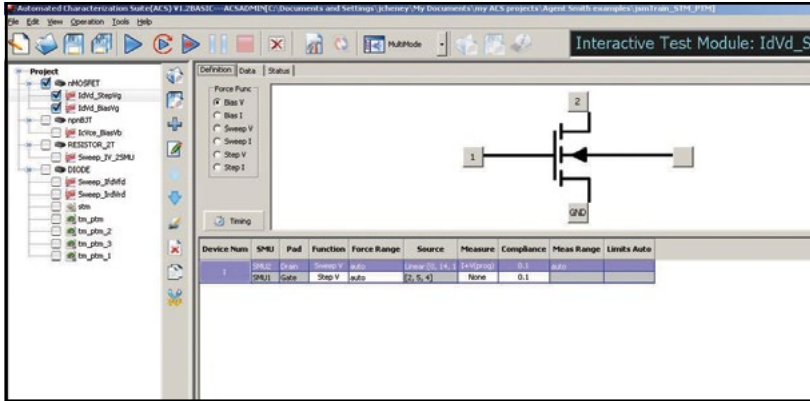 Automated Characterization Suite(ACS) V1.2BASIC---ACSADMIN[C:\Documents and Settings\jcheney\My Documents\my ACS projects\Agent Smith examples\jsmTrain_STM_PTM]
File Edit View Operation Tools Help
MultiMode
Interactive Test Module: IdVd_S
Project
nMOSFET
IdVd_StepVg
IdVd_BiasVg
npnBJT
IcVce_BiasVb
RESISTOR_2T
Sweep_IV_2SMU
DIODE
Sweep_IfdVfd
Sweep_IrdVrd
stm
tm_ptm
tm_ptm_2
tm_ptm_3
tm_ptm_1
Definition Data Status
Force Func
Bias V
Bias I
Sweep V
Sweep I
Step V
Step I
Timing
2
1
GND
Device Num SMU Pad Function Force Range Source Measure Compliance Meas Range Limits Auto
1 SMU2 Drain Sweep V auto Linear[0, 14, 1 I+V(prog) 0.1 auto
SMU1 Gate Step V auto [2, 5, 4] None 0.1